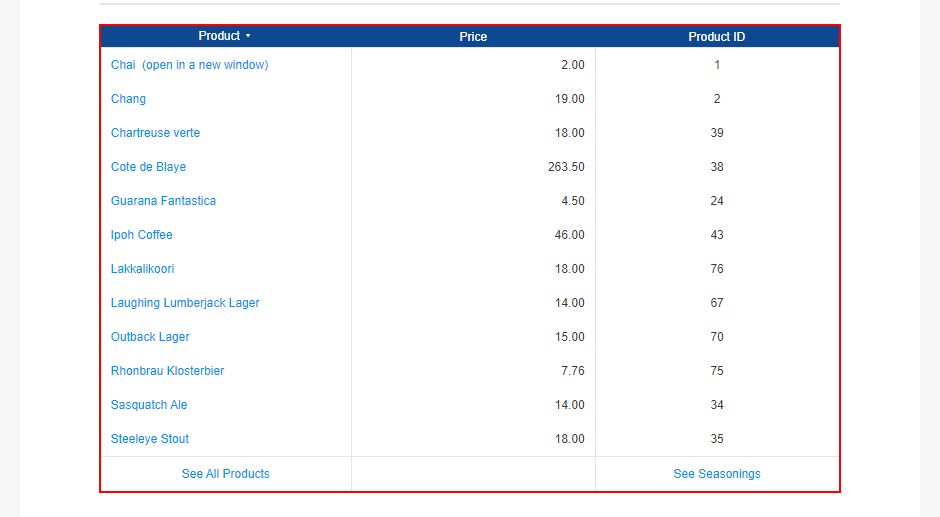 Product Price Product ID
Chai (open in a new window) 2.00 1
Chang 19.00 2
Chartreuse verte 18.00 39
Cote de Blaye 263.50 38
Guarana Fantastica 4.50 24
Ipoh Coffee 46.00 43
Lakkalikoori 18.00 76
Laughing Lumberjack Lager 14.00 67
Outback Lager 15.00 70
Rhonbrau Klosterbier 7.76 75
Sasquatch Ale 14.00 34
Steeleye Stout 18.00 35
See All Products See Seasonings